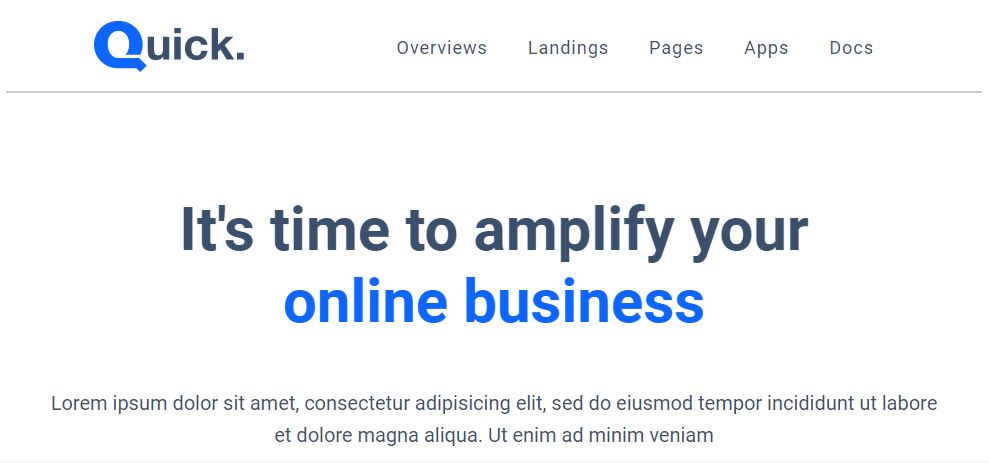 Quick.
Overviews Landings Pages Apps Docs
It's time to amplify your
online business
Lorem ipsum dolor sit amet, consectetur adipisicing elit, sed do eiusmod tempor incididunt ut labore
et dolore magna aliqua. Ut enim ad minim veniam